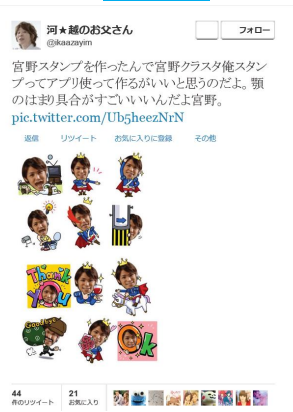 河★越のお父さん
フォロー
@ikaazayim
宮野スタンプを作ったんで宮野クラスタ俺スタン
プってアプリ使って作るがいいと思うのだよ。顎
のはまり具合がすごいいいんだよ宮野。
pic.twitter.com/Ub5heezNrN
返信 リツイート お気に入りに登録 その他
Thank
YOU
Goodbye
Ok
44 21
件のリツイート お気に入り